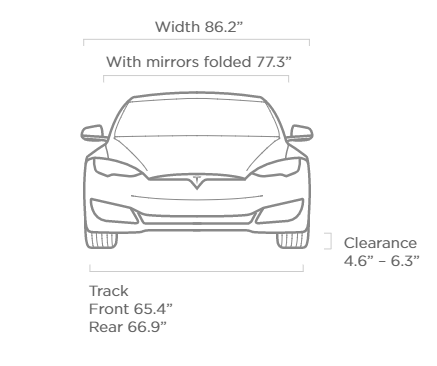 Width 86.2”
With mirrors folded 77.3”
Clearance
4.6” – 6.3”
Track
Front 65.4”
Rear 66.9”